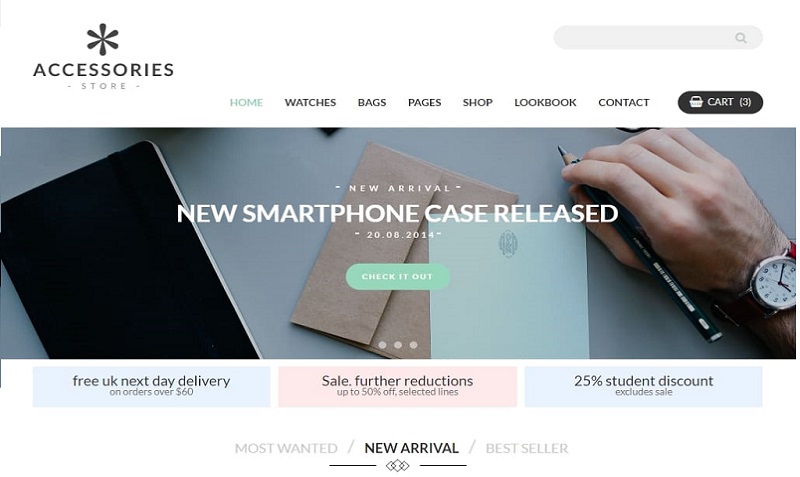 ACCESSORIES
- STORE -
HOME WATCHES BAGS PAGES SHOP LOOKBOOK CONTACT CART (3)
- NEW ARRIVAL -
NEW SMARTPHONE CASE RELEASED
- 20.08.2014 -
CHECK IT OUT
free uk next day delivery
on orders over $60
Sale. further reductions
up to 50% off, selected lines
25% student discount
excludes sale
MOST WANTED / NEW ARRIVAL / BEST SELLER